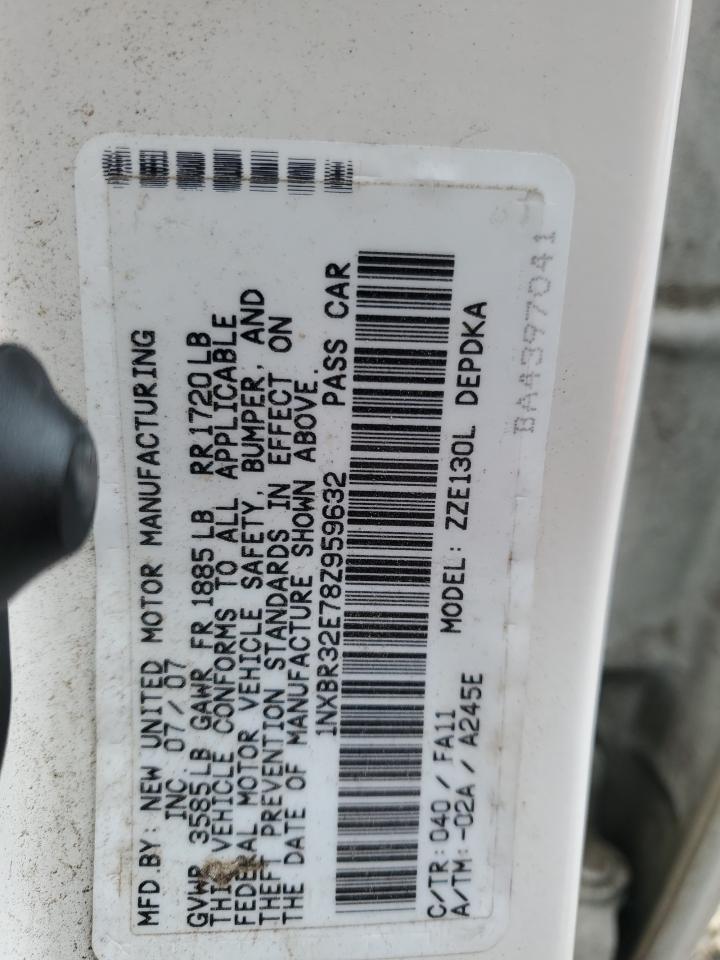 MFD.BY: NEW UNITED MOTOR MANUFACTURING
INC. 07/07
GVWR 3585LB GAWR FR 1885LB RR1720LB
THIS VEHICLE CONFORMS TO ALL APPLICABLE
FEDERAL MOTOR VEHICLE SAFETY, BUMPER, AND
THEFT PREVENTION STANDARDS IN EFFECT ON
THE DATE OF MANUFACTURE SHOWN ABOVE.
1NXBR32E78Z959632 PASS CAR
C/TR: 040 / FA11 MODEL: ZZE130L DEPDKA
A/TM: -02A / A245E
BA4397041